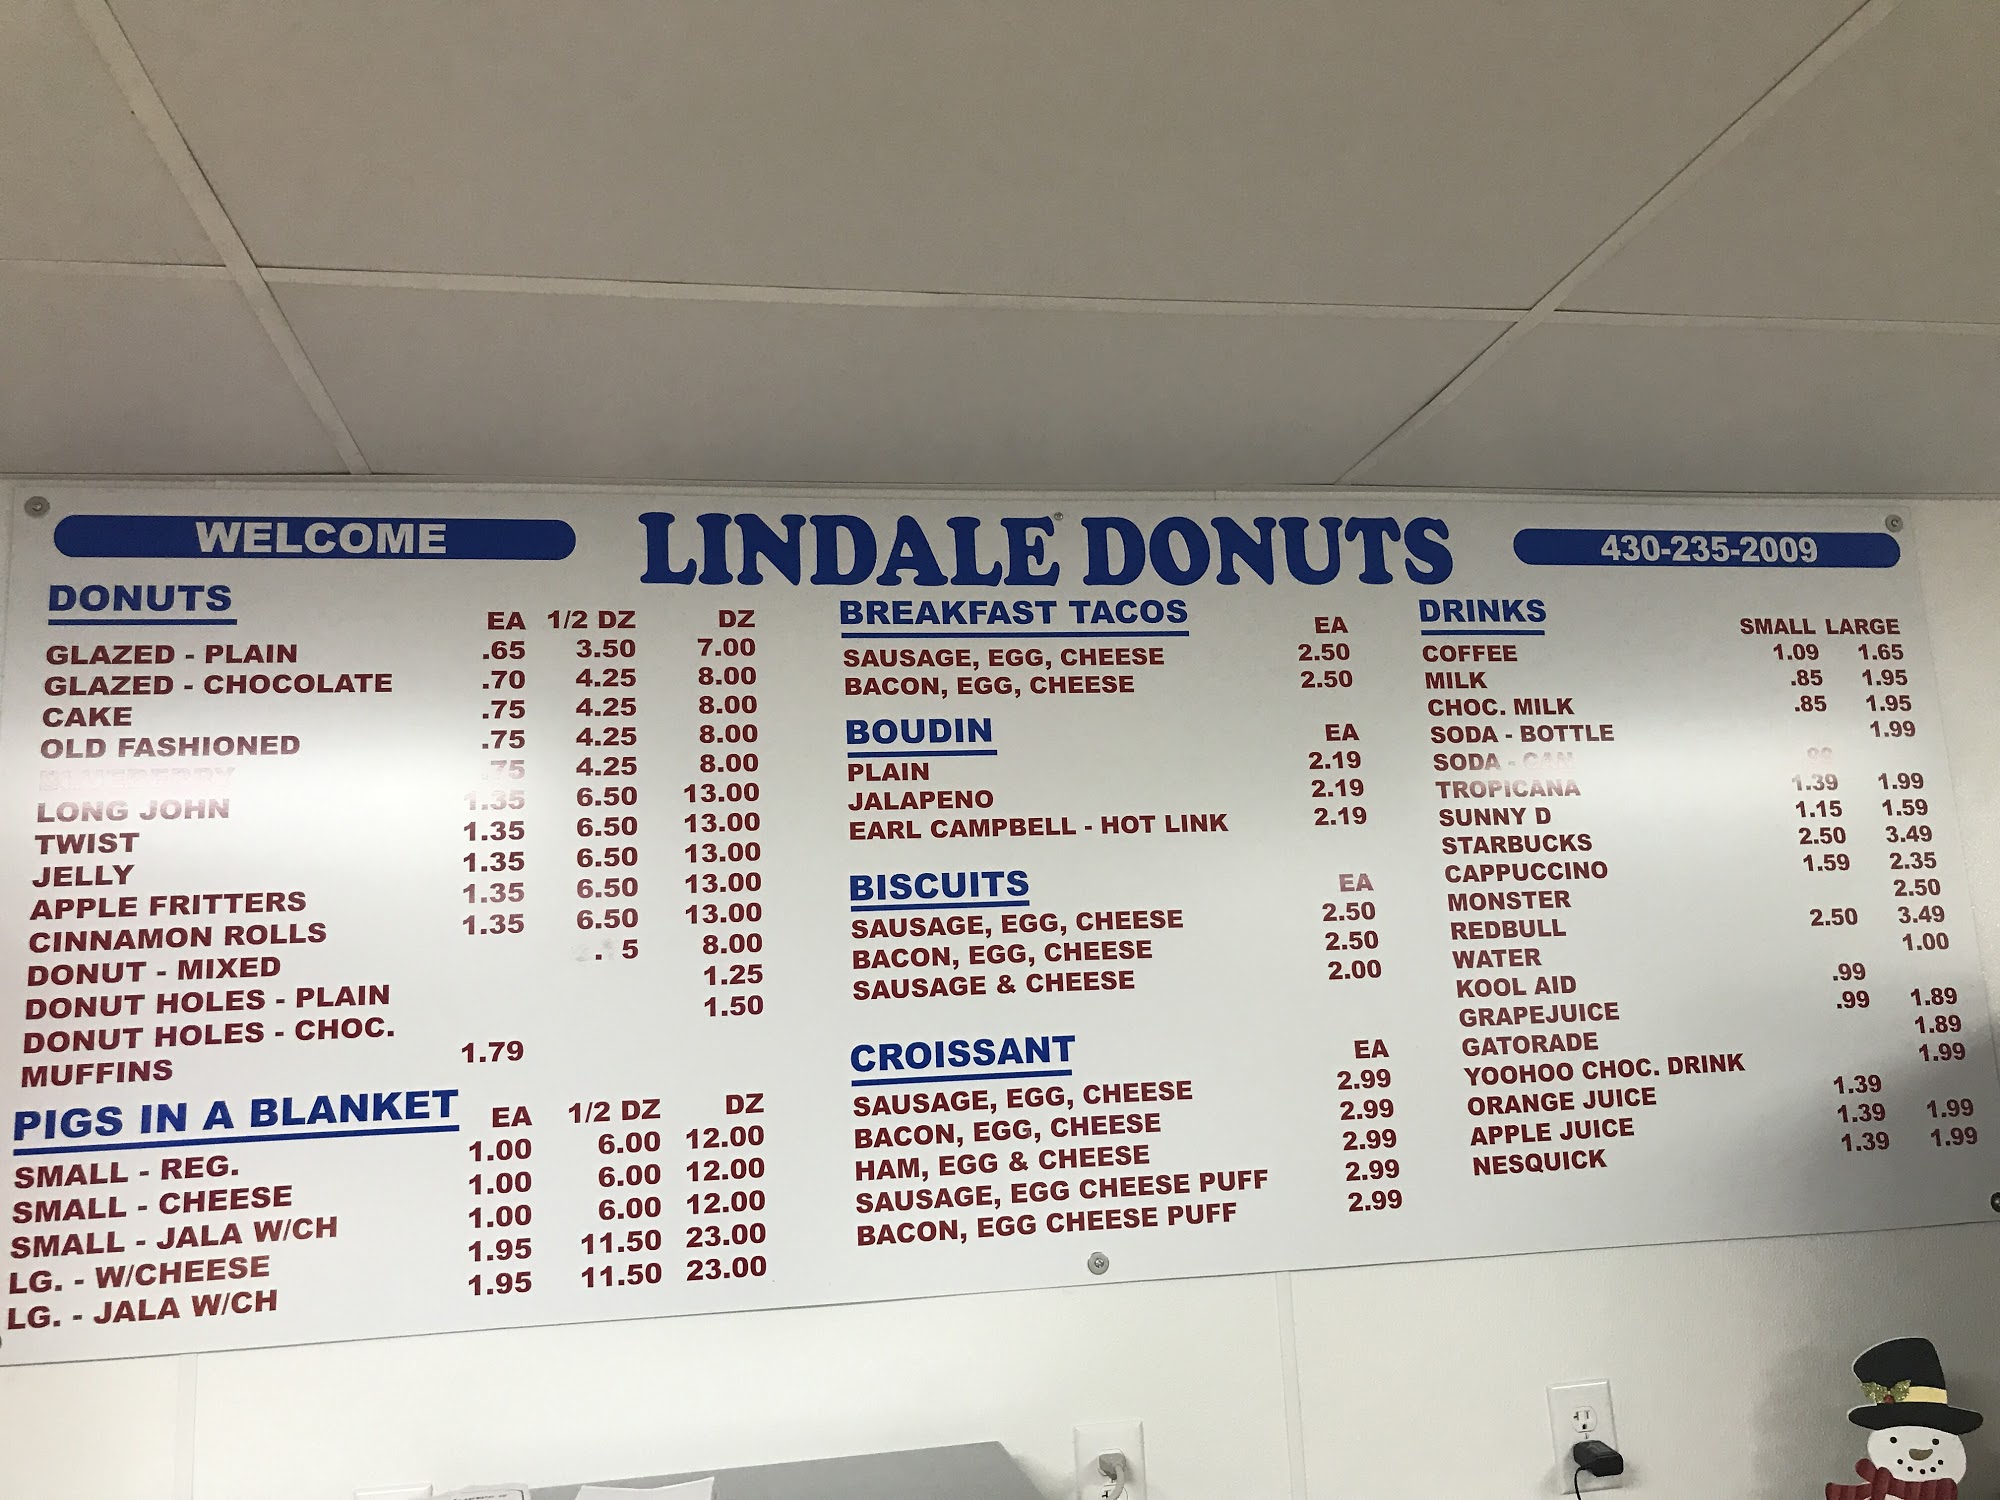 WELCOME
LINDALE DONUTS
430-235-2009
DONUTS EA 1/2 DZ DZ
GLAZED - PLAIN .65 3.50 7.00
GLAZED - CHOCOLATE .70 4.25 8.00
CAKE .75 4.25 8.00
OLD FASHIONED .75 4.25 8.00
BLUEBERRY .75 4.25 8.00
LONG JOHN 1.35 6.50 13.00
TWIST 1.35 6.50 13.00
JELLY 1.35 6.50 13.00
APPLE FRITTERS 1.35 6.50 13.00
CINNAMON ROLLS 1.35 6.50 13.00
DONUT - MIXED 8.00
DONUT HOLES - PLAIN 1.25
DONUT HOLES - CHOC. 1.50
MUFFINS 1.79
PIGS IN A BLANKET EA 1/2 DZ DZ
SMALL - REG. 1.00 6.00 12.00
SMALL - CHEESE 1.00 6.00 12.00
SMALL - JALA W/CH 1.00 6.00 12.00
LG. - W/CHEESE 1.95 11.50 23.00
LG. - JALA W/CH 1.95 11.50 23.00
BREAKFAST TACOS EA
SAUSAGE, EGG, CHEESE 2.50
BACON, EGG, CHEESE 2.50
BOUDIN EA
PLAIN 2.19
JALAPENO 2.19
EARL CAMPBELL - HOT LINK 2.19
BISCUITS EA
SAUSAGE, EGG, CHEESE 2.50
BACON, EGG, CHEESE 2.50
SAUSAGE & CHEESE 2.00
CROISSANT EA
SAUSAGE, EGG, CHEESE 2.99
BACON, EGG, CHEESE 2.99
HAM, EGG & CHEESE 2.99
SAUSAGE, EGG CHEESE PUFF 2.99
BACON, EGG CHEESE PUFF 2.99
DRINKS SMALL LARGE
COFFEE 1.09 1.65
MILK .85 1.95
CHOC. MILK .85 1.95
SODA - BOTTLE 1.99
SODA - CAN .99
TROPICANA 1.39 1.99
SUNNY D 1.15 1.59
STARBUCKS 2.50 3.49
CAPPUCCINO 1.59 2.35
MONSTER 2.50
REDBULL 2.50 3.49
WATER 1.00
KOOL AID .99
GRAPEJUICE .99 1.89
GATORADE 1.89
YOOHOO CHOC. DRINK 1.99
ORANGE JUICE 1.39
APPLE JUICE 1.39 1.99
NESQUICK 1.39 1.99